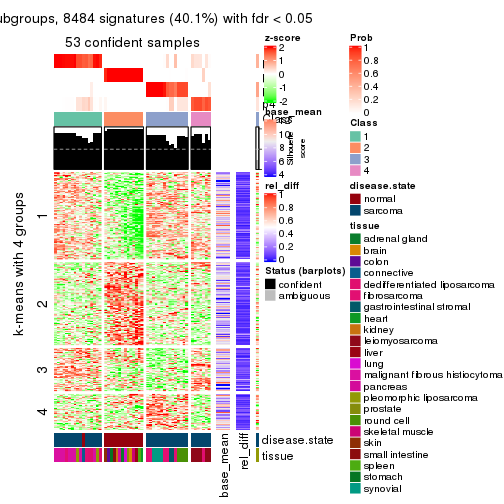 ubgroups, 8484 signatures (40.1%) with fdr < 0.05
53 confident samples
k-means with 4 groups
1
2
3
4
base_mean
rel_diff
disease.state
tissue
z-score
2
1
0
-1
-2
base_mean
10
8
6
4
silhouette
score
rel_diff
1
0.8
0.6
0.4
0.2
0
Status (barplots)
confident
ambiguous
Prob
1
0.8
0.6
0.4
0.2
0
Class
1
2
3
4
disease.state
normal
sarcoma
tissue
adrenal gland
brain
colon
connective
dedifferentiated liposarcoma
fibrosarcoma
gastrointestinal stromal
heart
kidney
leiomyosarcoma
liver
lung
malignant fibrous histiocytoma
pancreas
pleomorphic liposarcoma
prostate
round cell
skeletal muscle
skin
small intestine
spleen
stomach
synovial